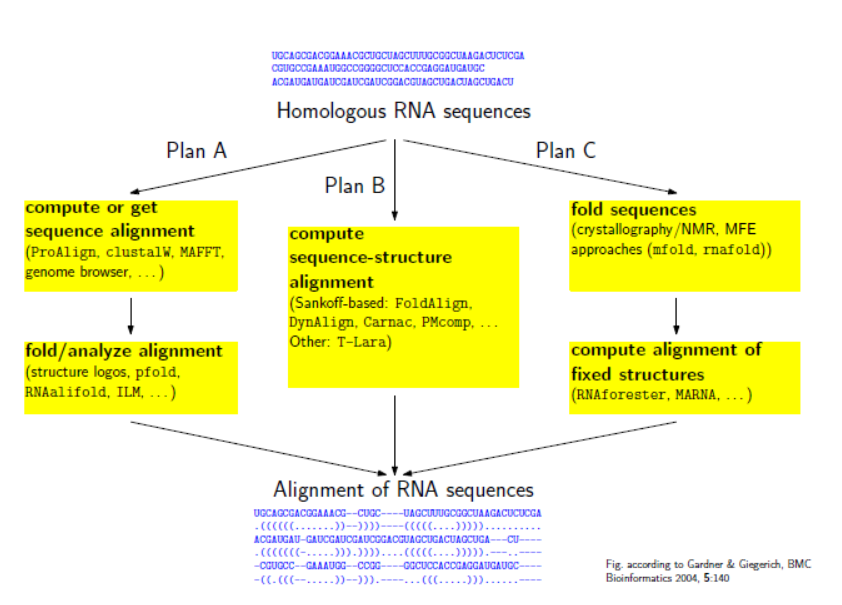 UGCAGCGACGGAAACGCUGCUAGCUUUGCGGCUAAGACUCUCGA
CGUGCCGAAAUGGCCGGGGCUCCACCGAGGAUGAUGC
ACGAUGAUGAUCGAUCGAUCGGACGUAGCUGACUAGCUGACU
Homologous RNA sequences
Plan A
Plan B
Plan C
compute or get
sequence alignment
(ProAlign, clustalW, MAFFT,
genome browser, ...)
fold/analyze alignment
(structure logos, pfold,
RNAalifold, ILM, ...)
compute
sequence-structure
alignment
(Sankoff-based: FoldAlign,
DynAlign, Carnac, PMcomp, ...
Other: T-Lara)
fold sequences
(crystallography/NMR, MFE
approaches (mfold, rnafold))
compute alignment of
fixed structures
(RNAforester, MARNA, ...)
Alignment of RNA sequences
UGCAGCGACGGAAACG--CUGC----UAGCUUUGCGGCUAAGACUCUCGA
.((((((.......))--))))----(((((....)))))..........
ACGAUGAU-GAUCGAUCGAUCGGACGUAGCUGACUAGCUGA---CU----
.(((((((-.....))).))))....((((....))))).---..----
-CGUGCC--GAAAUGG--CCGG----GGCUCCACCGAGGAUGAUGC----
-((.(((--.....))--))).----...(((.....)))......----
Fig. according to Gardner & Giegerich, BMC
Bioinformatics 2004, 5:140